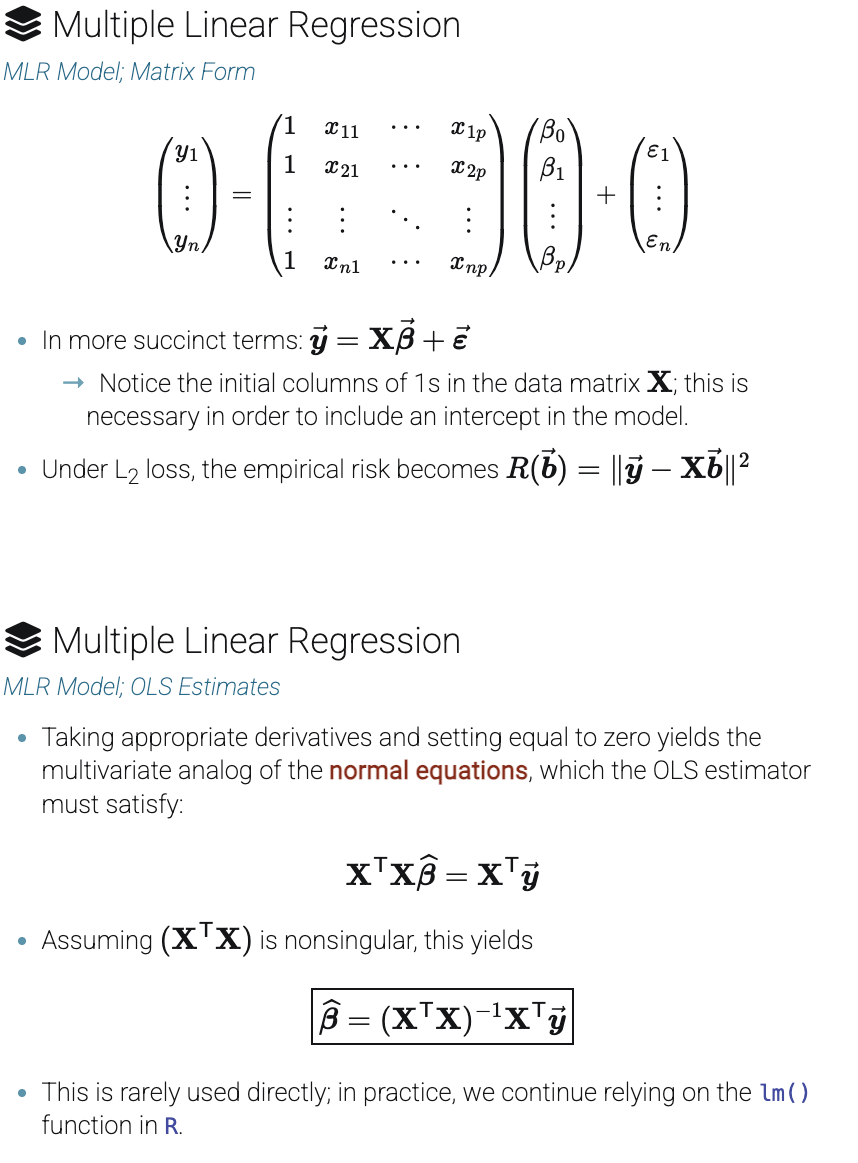 Multiple Linear Regression
MLR Model; Matrix Form
$$\begin{pmatrix} y_1 \\ \vdots \\ y_n \end{pmatrix} = \begin{pmatrix} 1 & x_{11} & \cdots & x_{1p} \\ 1 & x_{21} & \cdots & x_{2p} \\ \vdots & \vdots & \ddots & \vdots \\ 1 & x_{n1} & \cdots & x_{np} \end{pmatrix} \begin{pmatrix} \beta_0 \\ \beta_1 \\ \vdots \\ \beta_p \end{pmatrix} + \begin{pmatrix} \varepsilon_1 \\ \vdots \\ \varepsilon_n \end{pmatrix}$$
• In more succinct terms: $\vec{\boldsymbol{y}} = \mathbf{X}\vec{\boldsymbol{\beta}} + \vec{\boldsymbol{\varepsilon}}$
→ Notice the initial columns of 1s in the data matrix $\mathbf{X}$; this is
necessary in order to include an intercept in the model.
• Under L₂ loss, the empirical risk becomes $R(\vec{\boldsymbol{b}}) = \|\vec{\boldsymbol{y}} - \mathbf{X}\vec{\boldsymbol{b}}\|^2$
Multiple Linear Regression
MLR Model; OLS Estimates
• Taking appropriate derivatives and setting equal to zero yields the
multivariate analog of the normal equations, which the OLS estimator
must satisfy:
$$\mathbf{X}^\mathsf{T}\mathbf{X}\widehat{\boldsymbol{\beta}} = \mathbf{X}^\mathsf{T}\vec{\boldsymbol{y}}$$
• Assuming $(\mathbf{X}^\mathsf{T}\mathbf{X})$ is nonsingular, this yields
$$\boxed{\widehat{\boldsymbol{\beta}} = (\mathbf{X}^\mathsf{T}\mathbf{X})^{-1}\mathbf{X}^\mathsf{T}\vec{\boldsymbol{y}}}$$
• This is rarely used directly; in practice, we continue relying on the lm()
function in R.